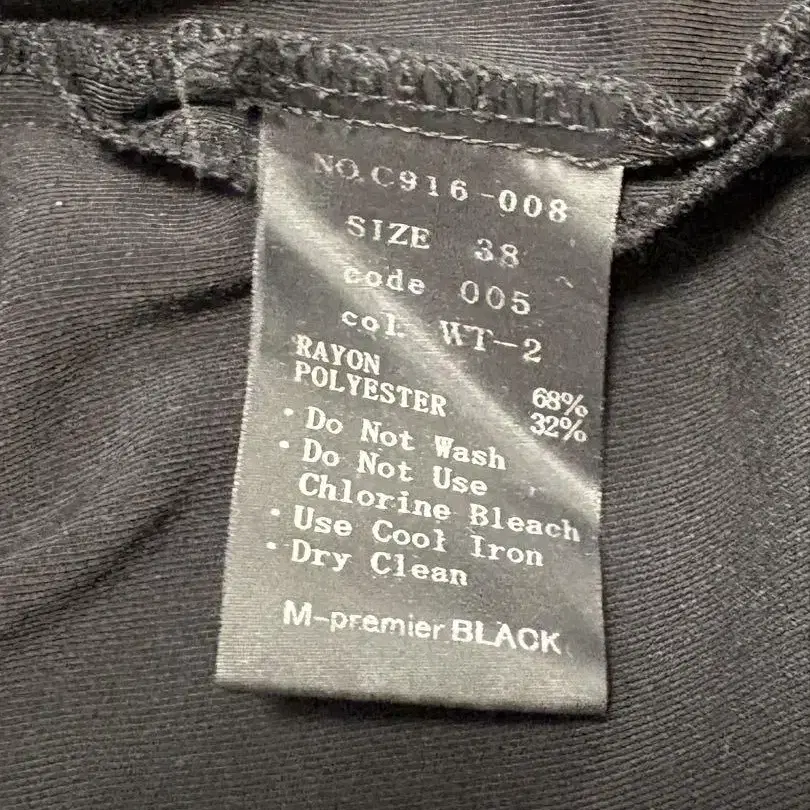 NO.C916-008
SIZE 38
code 005
col. WT-2
RAYON 68%
POLYESTER 32%
・Do Not Wash
・Do Not Use
Chlorine Bleach
・Use Cool Iron
・Dry Clean
M-premier BLACK